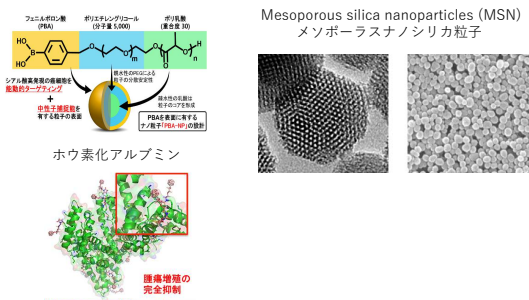 フェニルボロン酸
(PBA)
ポリエチレングリコール
(分子量 5,000)
ポリ乳酸
(重合度 30)
HO
B
HO
O
O
m
O
O
H
n
シアル酸高発現の癌細胞を
能動的ターゲティング
+
中性子捕捉能を
有する粒子の表面
親水性のPEGによる
粒子の分散安定性
疎水性の乳酸は
粒子のコアを形成
PBAを表面に有する
ナノ粒子「PBA-NP」の設計
ホウ素化アルブミン
腫瘍増殖の
完全抑制
Mesoporous silica nanoparticles (MSN)
メソポーラスナノシリカ粒子